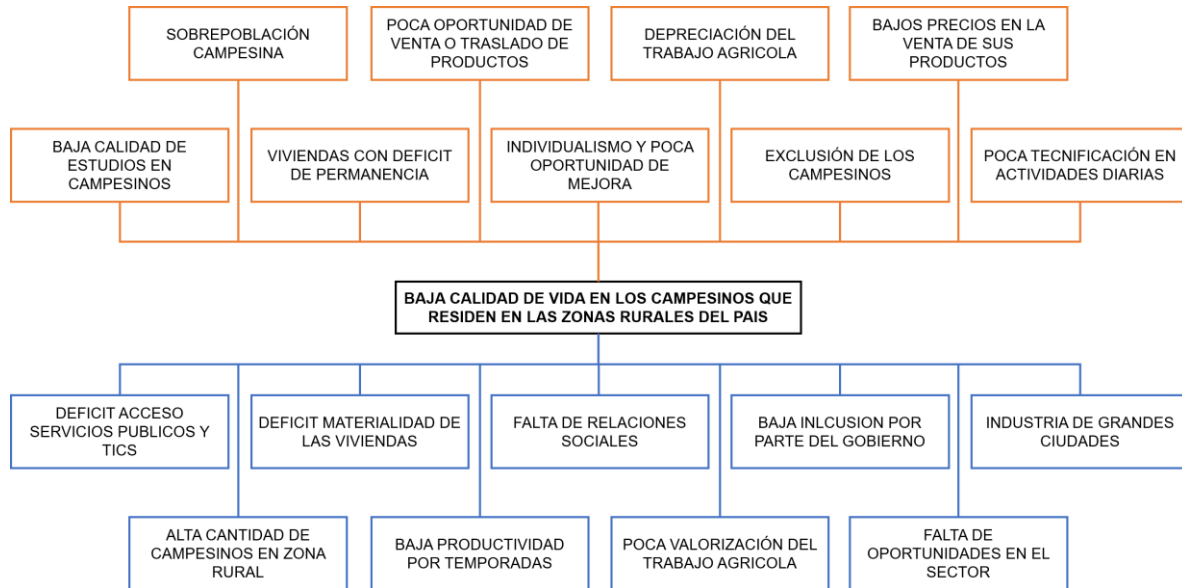 SOBREPOBLACIÓN
CAMPESINA
POCA OPORTUNIDAD DE
VENTA O TRASLADO DE
PRODUCTOS
DEPRECIACIÓN DEL
TRABAJO AGRICOLA
BAJOS PRECIOS EN LA
VENTA DE SUS
PRODUCTOS
BAJA CALIDAD DE
ESTUDIOS EN
CAMPESINOS
VIVIENDAS CON DEFICIT
DE PERMANENCIA
INDIVIDUALISMO Y POCA
OPORTUNIDAD DE
MEJORA
EXCLUSIÓN DE LOS
CAMPESINOS
POCA TECNIFICACIÓN EN
ACTIVIDADES DIARIAS
BAJA CALIDAD DE VIDA EN LOS CAMPESINOS QUE
RESIDEN EN LAS ZONAS RURALES DEL PAIS
DEFICIT ACCESO
SERVICIOS PUBLICOS Y
TICS
DEFICIT MATERIALIDAD DE
LAS VIVIENDAS
FALTA DE RELACIONES
SOCIALES
BAJA INLCUSION POR
PARTE DEL GOBIERNO
INDUSTRIA DE GRANDES
CIUDADES
ALTA CANTIDAD DE
CAMPESINOS EN ZONA
RURAL
BAJA PRODUCTIVIDAD
POR TEMPORADAS
POCA VALORIZACIÓN DEL
TRABAJO AGRICOLA
FALTA DE
OPORTUNIDADES EN EL
SECTOR